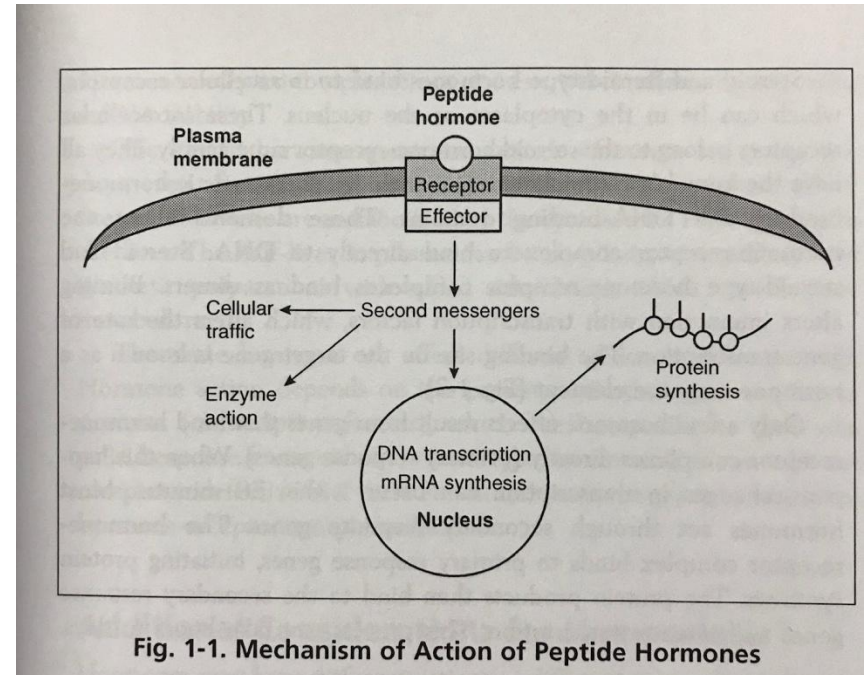 Peptide
hormone
Plasma
membrane
Receptor
Effector
Cellular
traffic
Second messengers
Enzyme
action
Protein
synthesis
DNA transcription
mRNA synthesis
Nucleus
Fig. 1-1. Mechanism of Action of Peptide Hormones